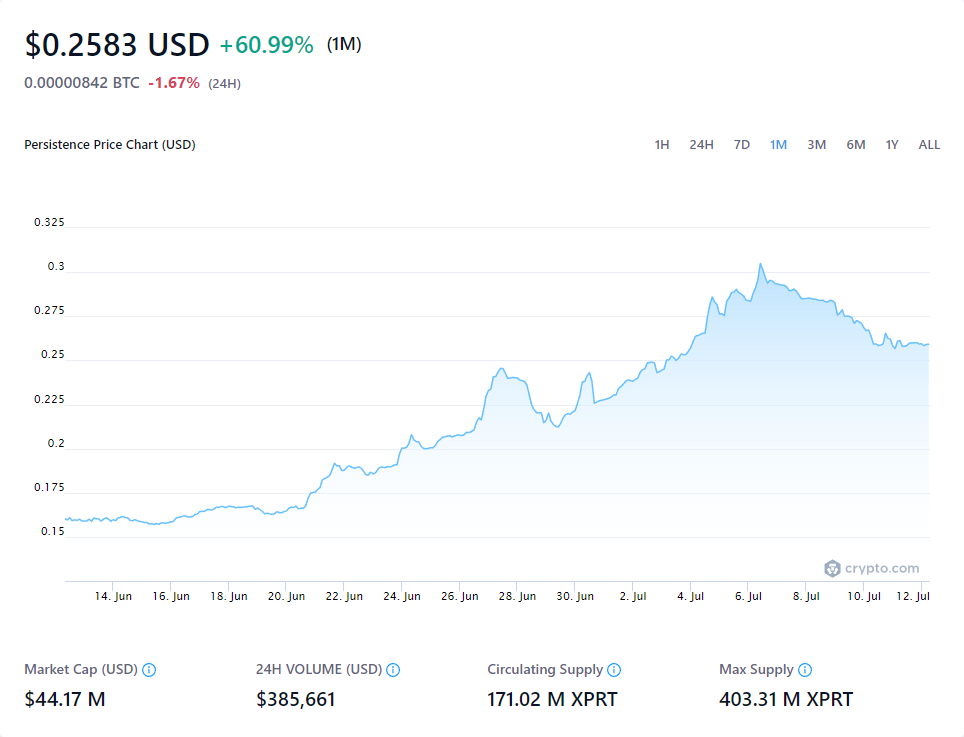 $0.2583 USD +60.99% (1M)
0.00000842 BTC -1.67% (24H)
Persistence Price Chart (USD) 1H 24H 7D 1M 3M 6M 1Y ALL
0.325
0.3
0.275
0.25
0.225
0.2
0.175
0.15
crypto.com
14. Jun 16. Jun 18. Jun 20. Jun 22. Jun 24. Jun 26. Jun 28. Jun 30. Jun 2. Jul 4. Jul 6. Jul 8. Jul 10. Jul 12. Jul
Market Cap (USD) 24H VOLUME (USD) Circulating Supply Max Supply
$44.17 M $385,661 171.02 M XPRT 403.31 M XPRT